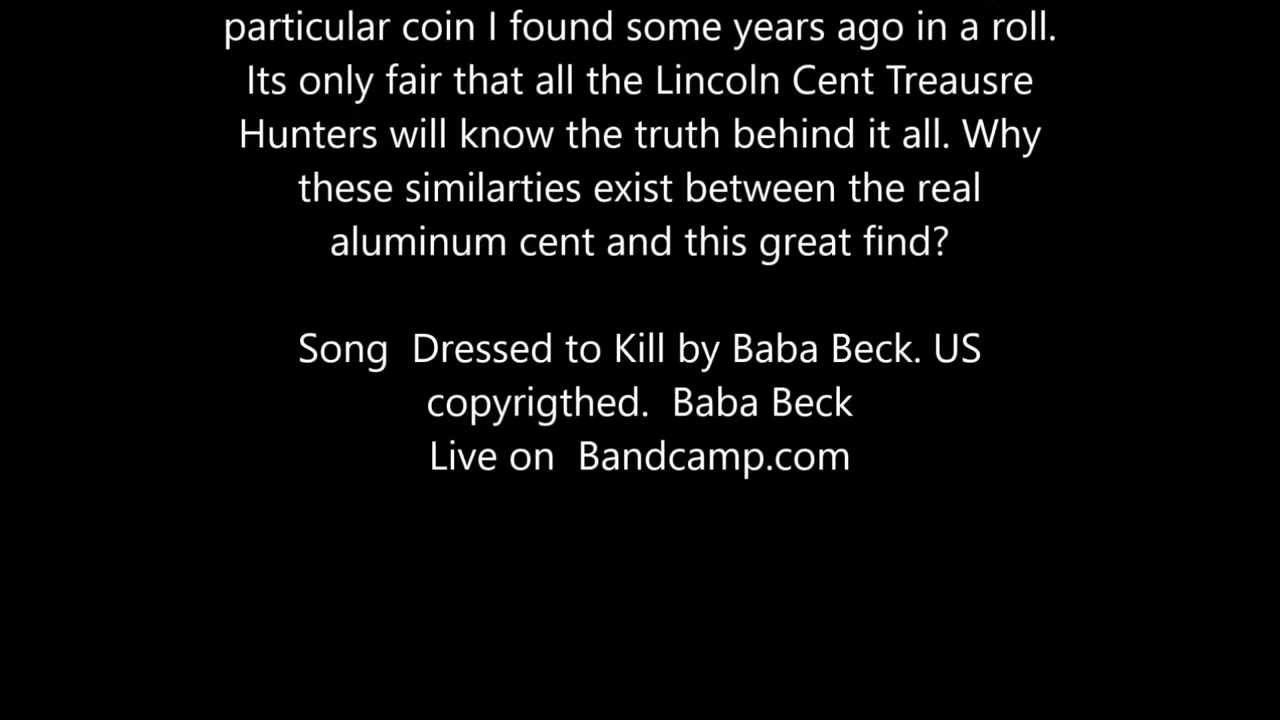 particular coin I found some years ago in a roll.
Its only fair that all the Lincoln Cent Treausre
Hunters will know the truth behind it all. Why
these similarties exist between the real
aluminum cent and this great find?
Song  Dressed to Kill by Baba Beck. US
copyrigthed.  Baba Beck
Live on  Bandcamp.com